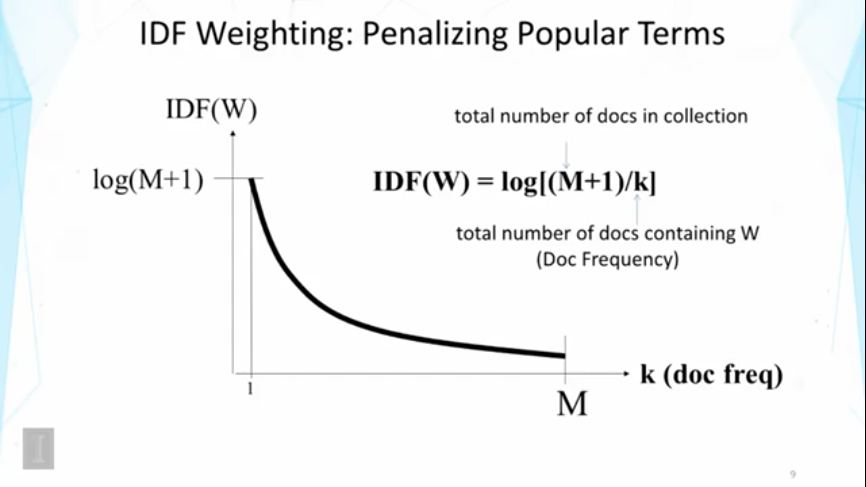 IDF Weighting: Penalizing Popular Terms
IDF(W)
total number of docs in collection
log(M+1)
IDF(W) = log[(M+1)/k]
total number of docs containing W
(Doc Frequency)
k (doc freq)
1
M
I
9